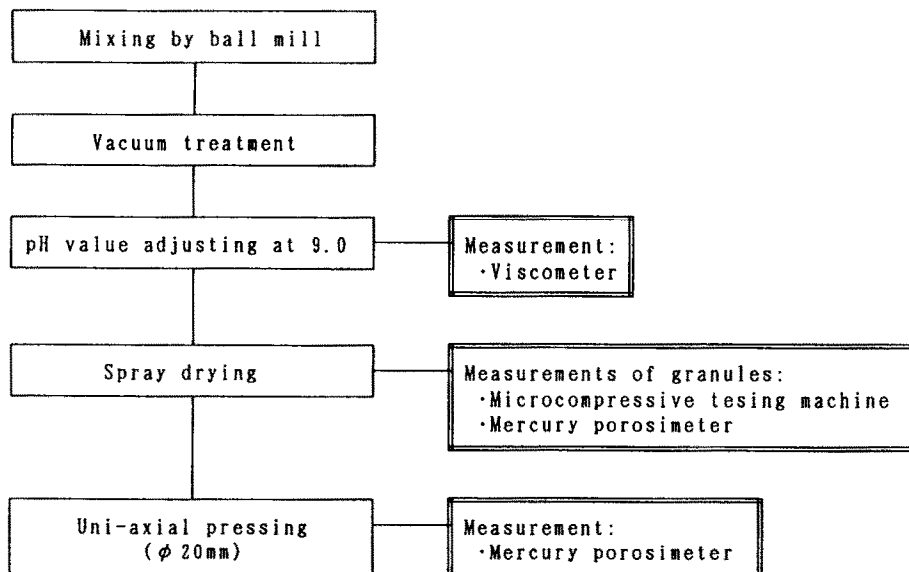 Mixing by ball mill
Vacuum treatment
pH value adjusting at 9.0
Measurement:
·Viscometer
Spray drying
Measurements of granules:
·Microcompressive tesing machine
·Mercury porosimeter
Uni-axial pressing
(φ 20mm)
Measurement:
·Mercury porosimeter